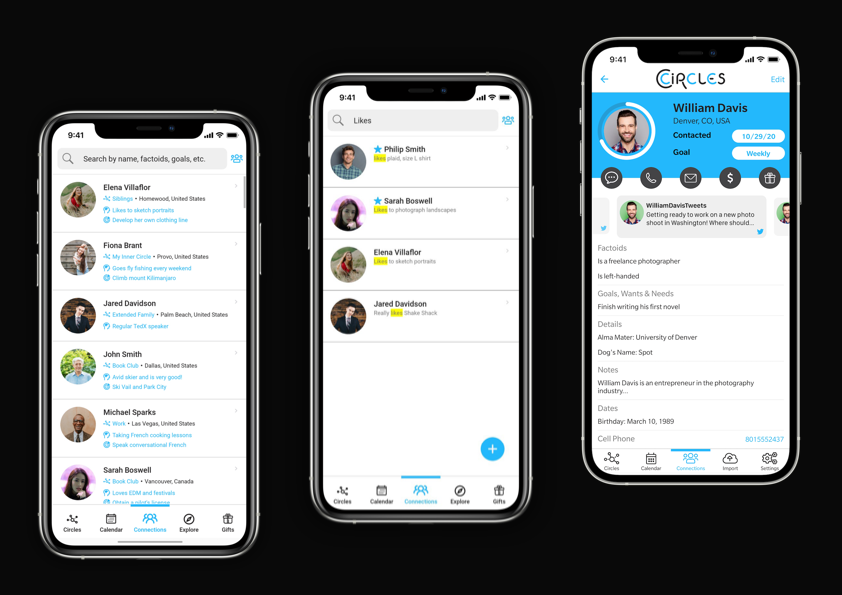 9:41
Search by name, factoids, goals, etc.
Elena Villaflor
Siblings • Homewood, United States
Likes to sketch portraits
Develop her own clothing line
Fiona Brant
My Inner Circle • Provo, United States
Goes fly fishing every weekend
Climb mount Kilimanjaro
Jared Davidson
Extended Family • Palm Beach, United States
Regular TedX speaker
John Smith
Book Club • Dallas, United States
Avid skier and is very good!
Ski Vail and Park City
Michael Sparks
Work • Las Vegas, United States
Taking French cooking lessons
Speak conversational French
Sarah Boswell
Book Club • Vancouver, Canada
Loves EDM and festivals
Obtain a pilot's license
Circles
Calendar
Connections
Explore
Gifts
9:41
Likes
Philip Smith
likes plaid, size L shirt
Sarah Boswell
Likes to photograph landscapes
Elena Villaflor
Likes to sketch portraits
Jared Davidson
Really likes Shake Shack
Circles
Calendar
Connections
Explore
Gifts
9:41
CiRCLES
Edit
William Davis
Denver, CO, USA
Contacted
10/29/20
Goal
Weekly
WilliamDavisTweets
Getting ready to work on a new photo
shoot in Washington! Where should...
Factoids
Is a freelance photographer
Is left-handed
Goals, Wants & Needs
Finish writing his first novel
Details
Alma Mater: University of Denver
Dog's Name: Spot
Notes
William Davis is an entrepreneur in the photography
industry...
Dates
Birthday: March 10, 1989
Cell Phone
8015552437
Circles
Calendar
Connections
Import
Settings